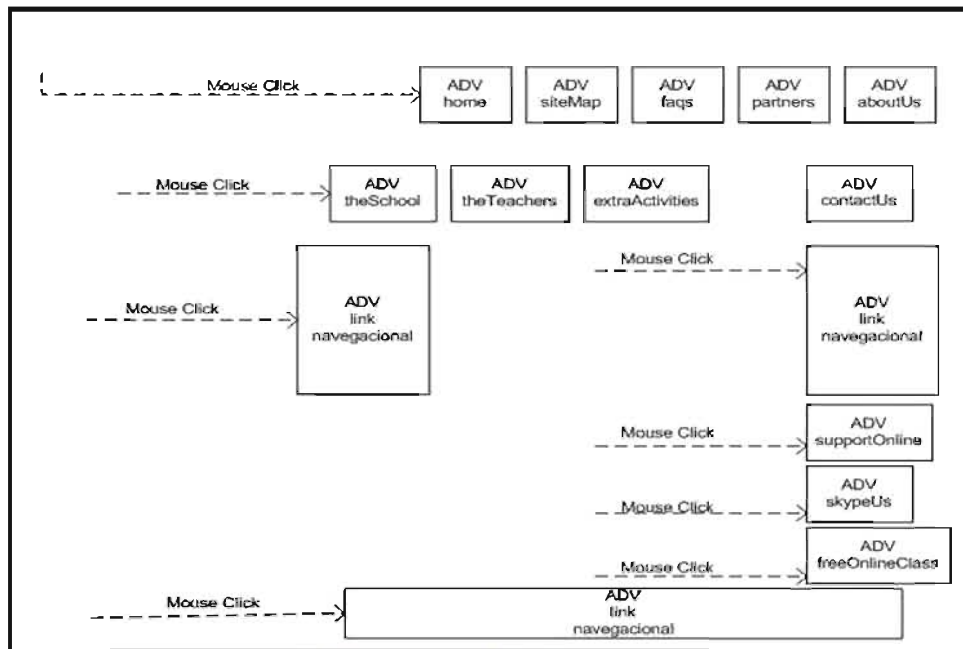 Mouse Click
ADV
home
ADV
siteMap
ADV
faqs
ADV
partners
ADV
aboutUs
Mouse Click
ADV
theSchool
ADV
theTeachers
ADV
extraActivities
ADV
contactUs
Mouse Click
ADV
link
navegacional
Mouse Click
ADV
link
navegacional
Mouse Click
ADV
supportOnline
Mouse Click
ADV
skypeUs
Mouse Click
ADV
freeOnlineClass
Mouse Click
ADV
link
navegacional